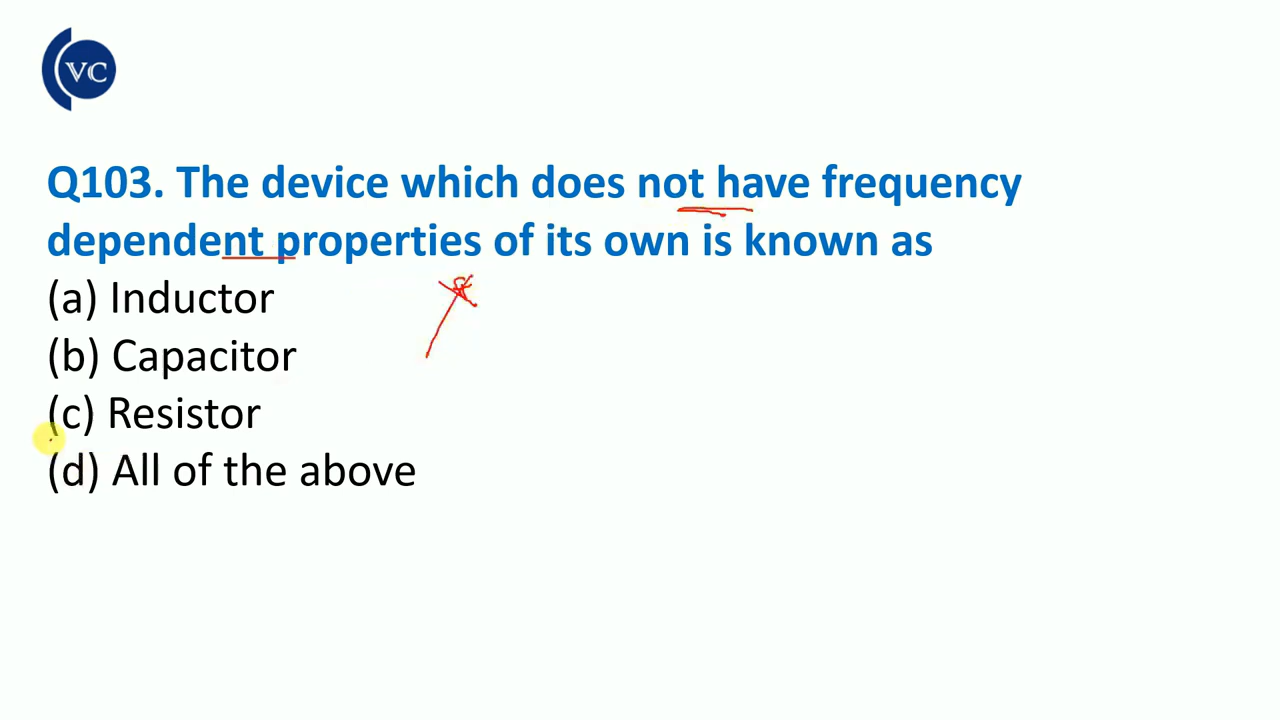 VC
Q103. The device which does not have frequency
dependent properties of its own is known as
(a) Inductor
(b) Capacitor
(c) Resistor
(d) All of the above